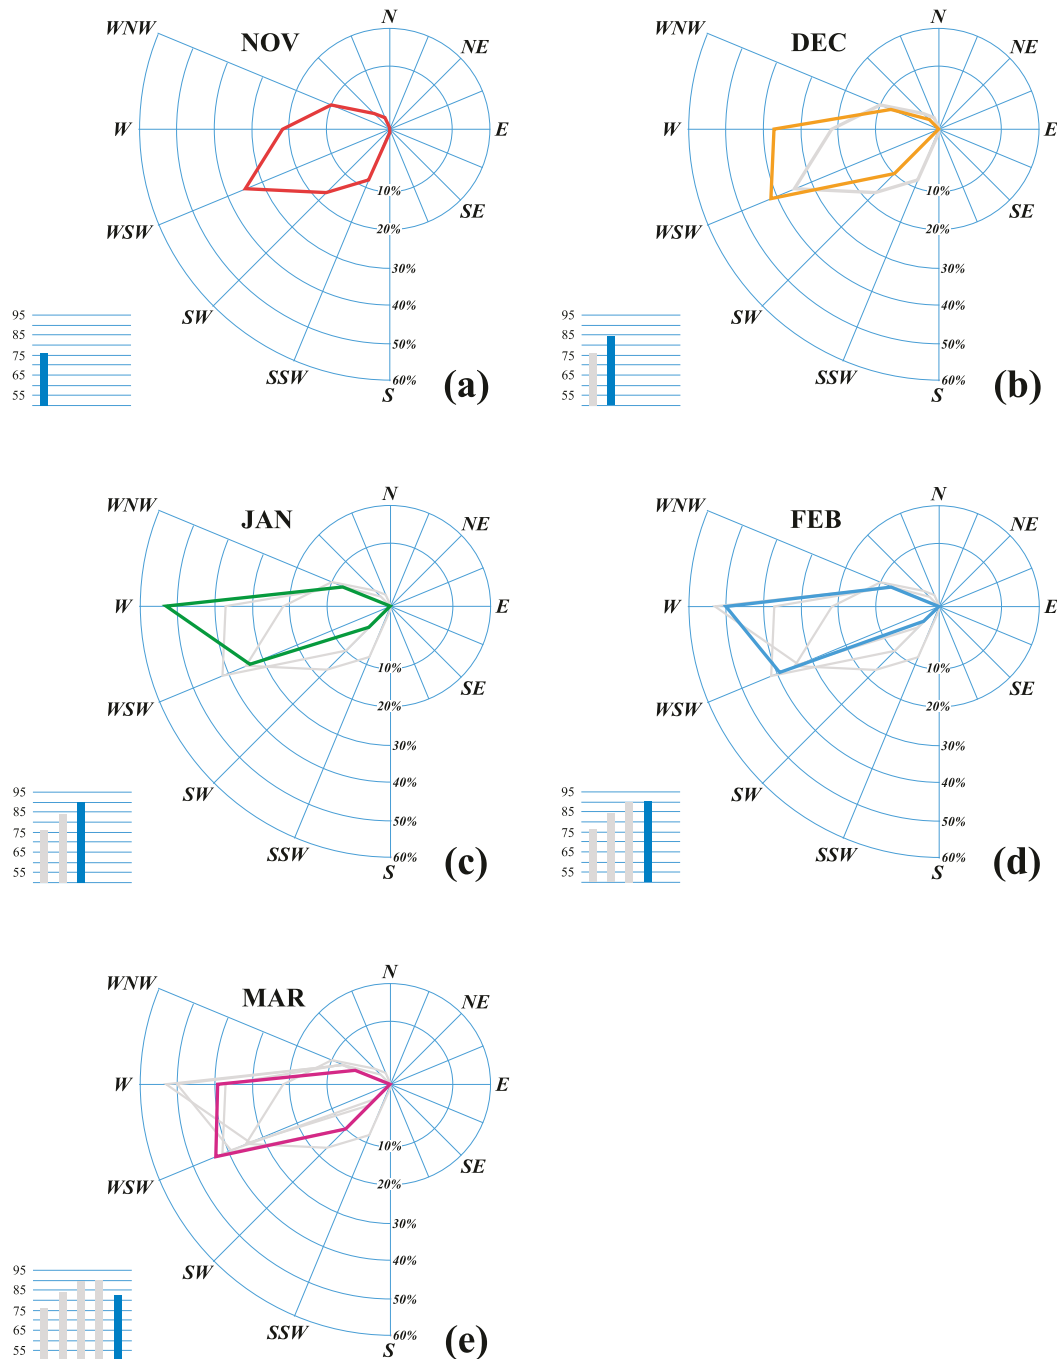 N
WNW
NOV
NE
W
E
10%
SE
WSW
20%
30%
SW
40%
50%
SSW
60%
S
95
85
75
65
55
(a)
N
WNW
DEC
NE
W
E
10%
SE
WSW
20%
30%
SW
40%
50%
SSW
60%
S
95
85
75
65
55
(b)
N
WNW
JAN
NE
W
E
10%
SE
WSW
20%
30%
SW
40%
50%
SSW
60%
S
95
85
75
65
55
(c)
N
WNW
FEB
NE
W
E
10%
SE
WSW
20%
30%
SW
40%
50%
SSW
60%
S
95
85
75
65
55
(d)
N
WNW
MAR
NE
W
E
10%
SE
WSW
20%
30%
SW
40%
50%
SSW
60%
S
95
85
75
65
55
(e)